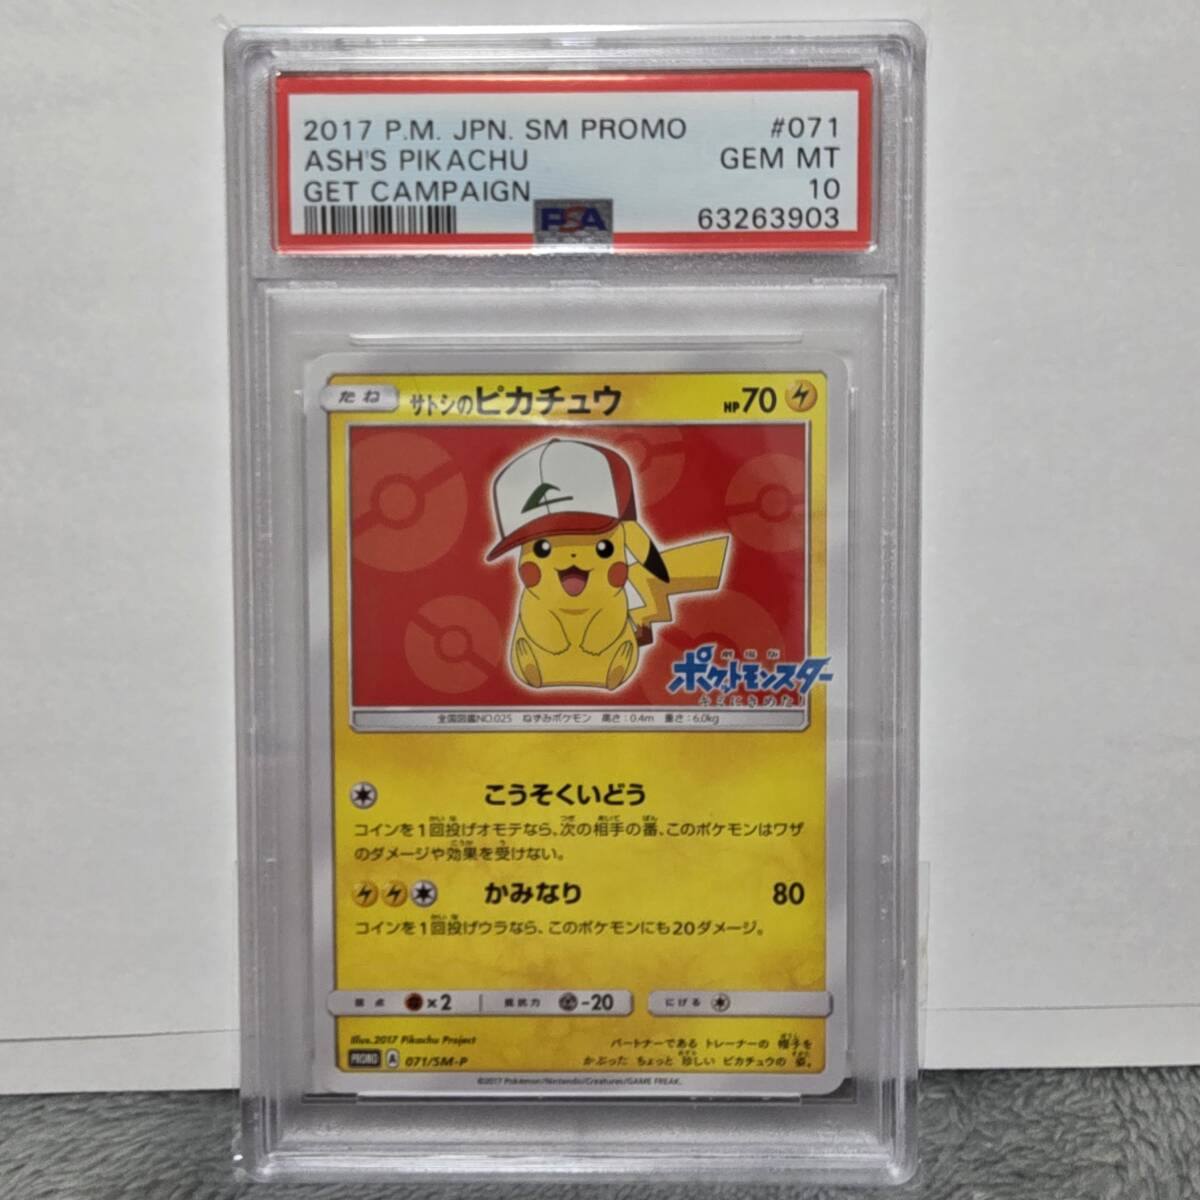 2017 P.M. JPN. SM PROMO #071
ASH'S PIKACHU GEM MT
GET CAMPAIGN 10
PSA 63263903
たね サトシのピカチュウ HP70
ポケットモンスター
キミにきめた!
全国図鑑NO.025 ねずみポケモン 高さ:0.4m 重さ:6.0kg
こうそくいどう
コインを1回投げオモテなら、次の相手の番、このポケモンはワザ
のダメージや効果を受けない。
かみなり 80
コインを1回投げウラなら、このポケモンにも20ダメージ。
弱点 ×2 抵抗力 -20 にげる
Illus.2017 Pikachu Project
パートナーである トレーナーの 帽子を
PROMO A 071/SM-P かぶった ちょっと 珍しい ピカチュウの 姿。
©2017 Pokémon/Nintendo/Creatures/GAME FREAK.